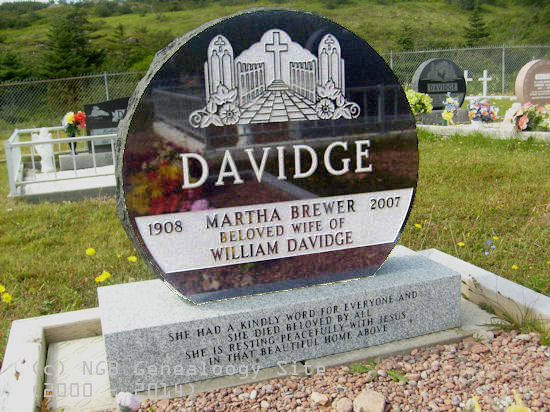 DAVIDGE
1908 MARTHA BREWER 2007
BELOVED WIFE OF
WILLIAM DAVIDGE
SHE HAD A KINDLY WORD FOR EVERYONE AND
SHE DIED BELOVED BY ALL
SHE IS RESTING PEACEFULLY WITH JESUS
IN THAT BEAUTIFUL HOME ABOVE
(c) NGB Genealogy Site
(2000 - 2014)